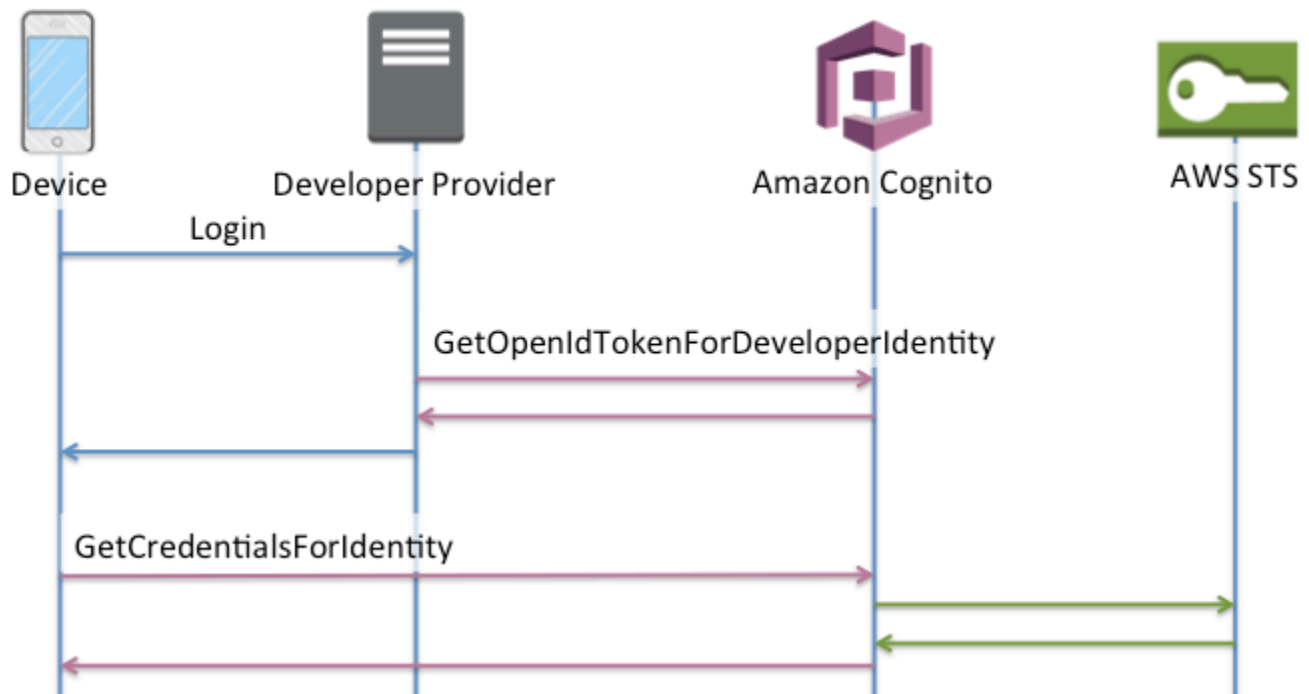 Device
Developer Provider
Amazon Cognito
AWS STS
Login
GetOpenIdTokenForDeveloperIdentity
GetCredentialsForIdentity